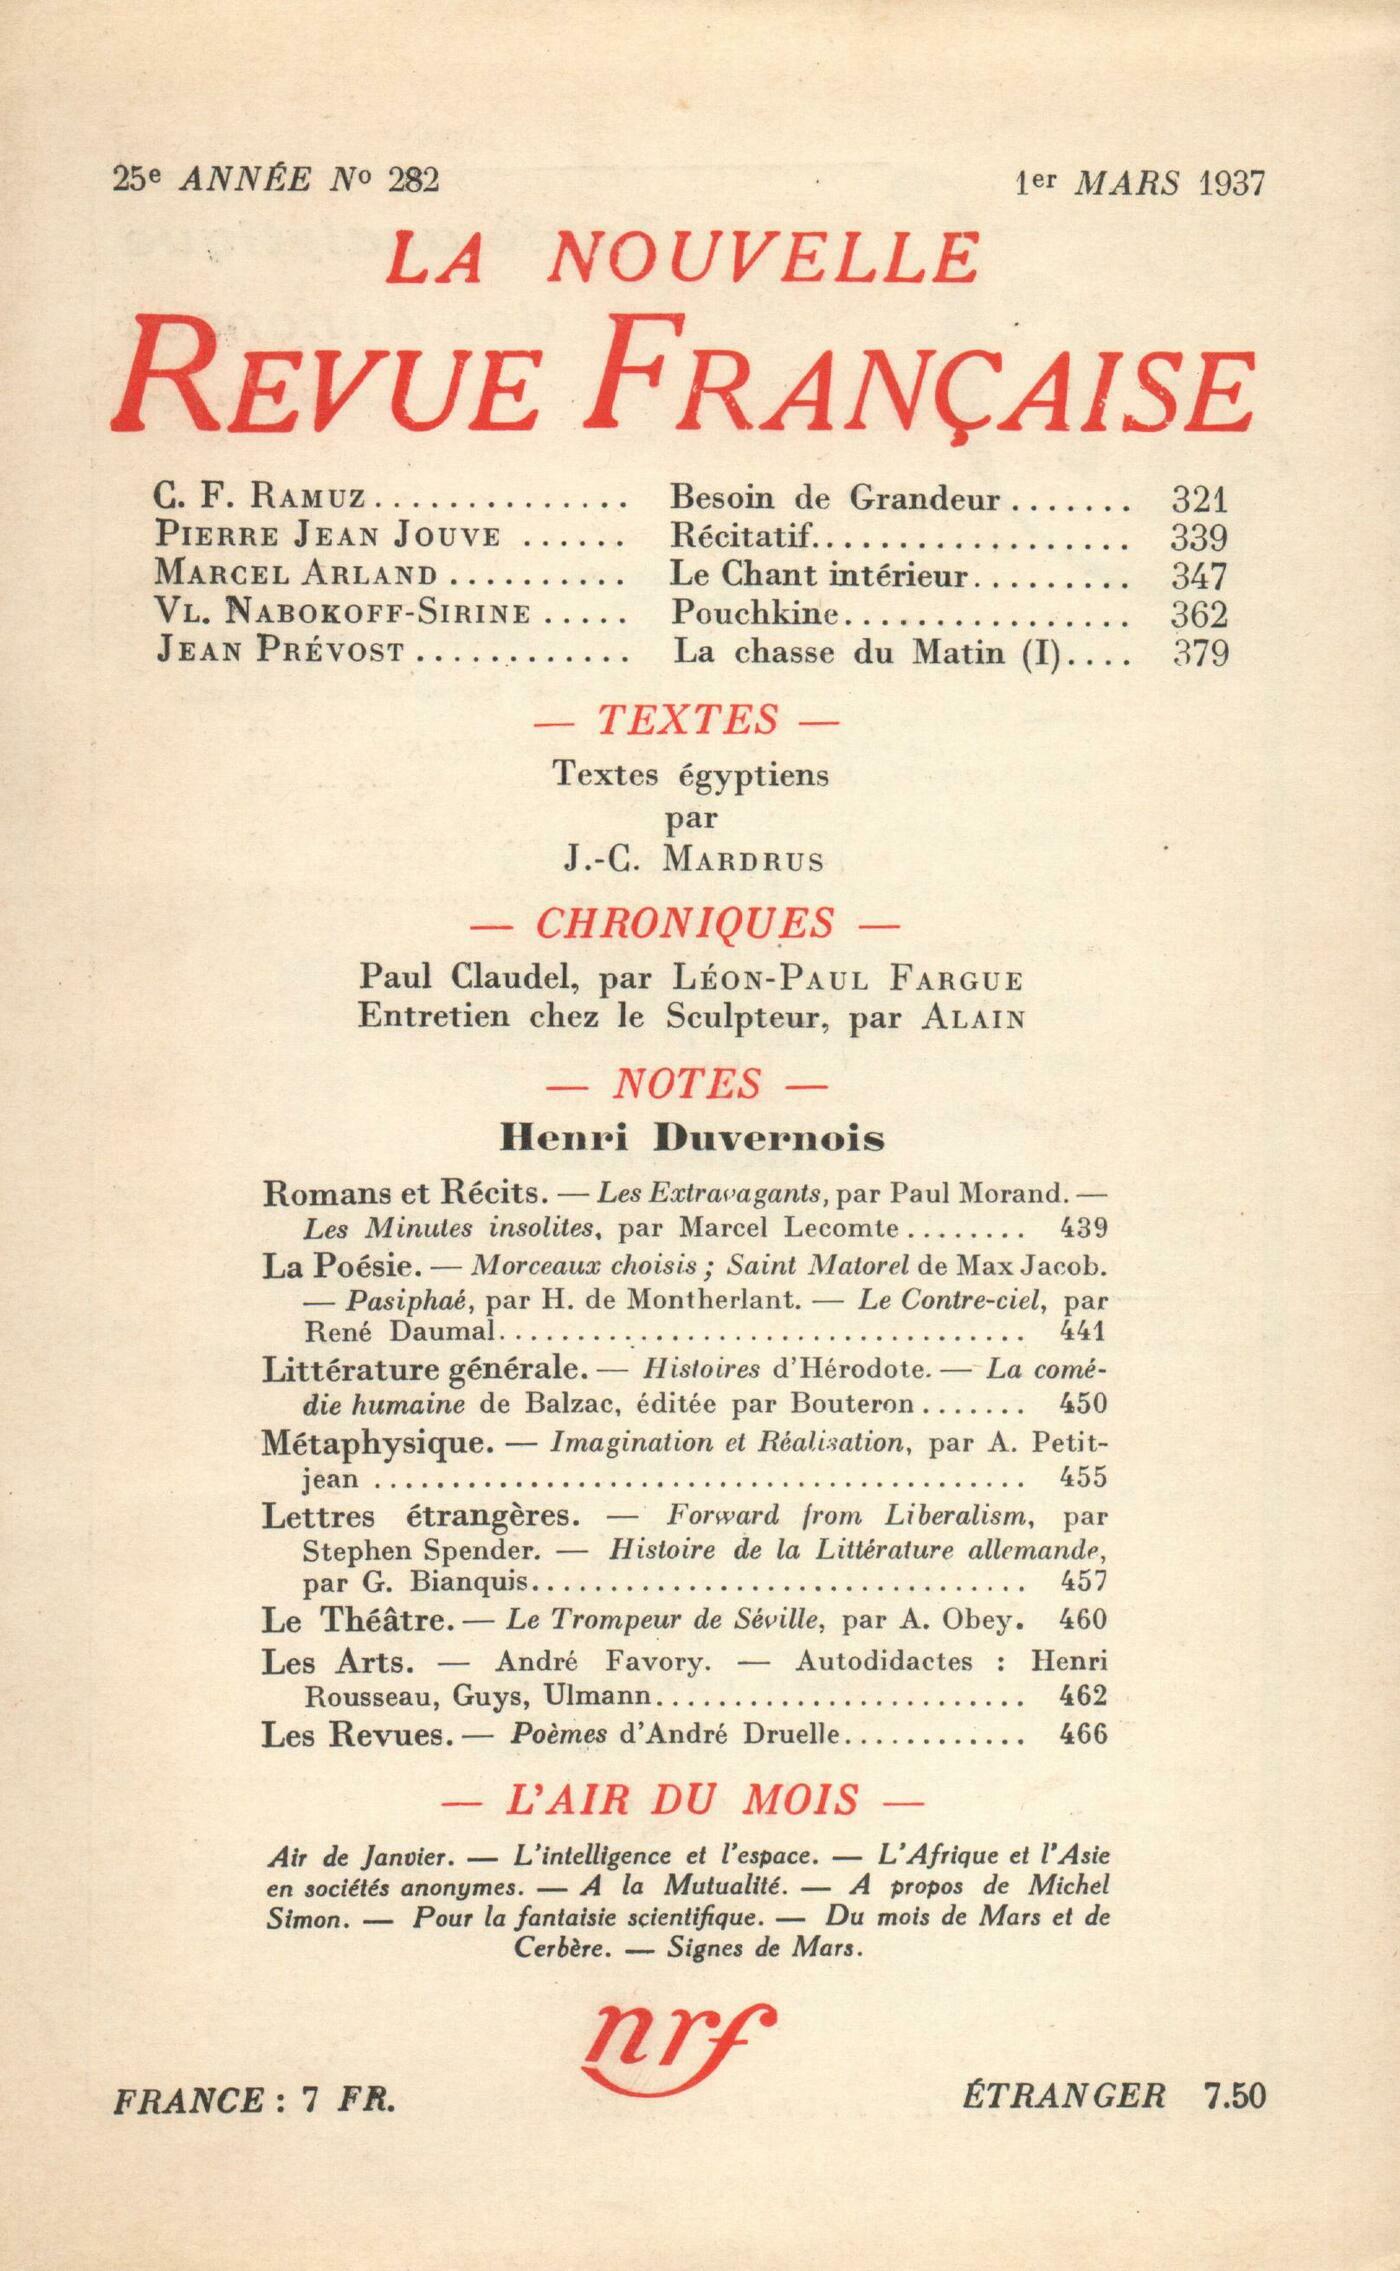 25e ANNÉE No 282
1er MARS 1937
LA NOUVELLE
REVUE FRANÇAISE
C. F. RAMUZ.............. Besoin de Grandeur....... 321
PIERRE JEAN JOUVE ...... Récitatif.................. 339
MARCEL ARLAND.......... Le Chant intérieur......... 347
VL. NABOKOFF-SIRINE ..... Pouchkine................ 362
JEAN PRÉVOST............ La chasse du Matin (I).... 379
— TEXTES —
Textes égyptiens
par
J.-C. MARDRUS
— CHRONIQUES —
Paul Claudel, par LÉON-PAUL FARGUE
Entretien chez le Sculpteur, par ALAIN
— NOTES —
Henri Duvernois
Romans et Récits. — Les Extravagants, par Paul Morand. —
Les Minutes insolites, par Marcel Lecomte........ 439
La Poésie. — Morceaux choisis ; Saint Matorel de Max Jacob.
— Pasiphaé, par H. de Montherlant. — Le Contre-ciel, par
René Daumal.................................. 441
Littérature générale. — Histoires d'Hérodote. — La comé-
die humaine de Balzac, éditée par Bouteron....... 450
Métaphysique. — Imagination et Réalisation, par A. Petit-
jean .......................................... 455
Lettres étrangères. — Forward from Liberalism, par
Stephen Spender. — Histoire de la Littérature allemande,
par G. Bianquis................................ 457
Le Théâtre. — Le Trompeur de Séville, par A. Obey. 460
Les Arts. — André Favory. — Autodidactes : Henri
Rousseau, Guys, Ulmann........................ 462
Les Revues. — Poèmes d'André Druelle............ 466
— L'AIR DU MOIS —
Air de Janvier. — L'intelligence et l'espace. — L'Afrique et l'Asie
en sociétés anonymes. — A la Mutualité. — A propos de Michel
Simon. — Pour la fantaisie scientifique. — Du mois de Mars et de
Cerbère. — Signes de Mars.
nrf
FRANCE : 7 FR.
ÉTRANGER 7.50